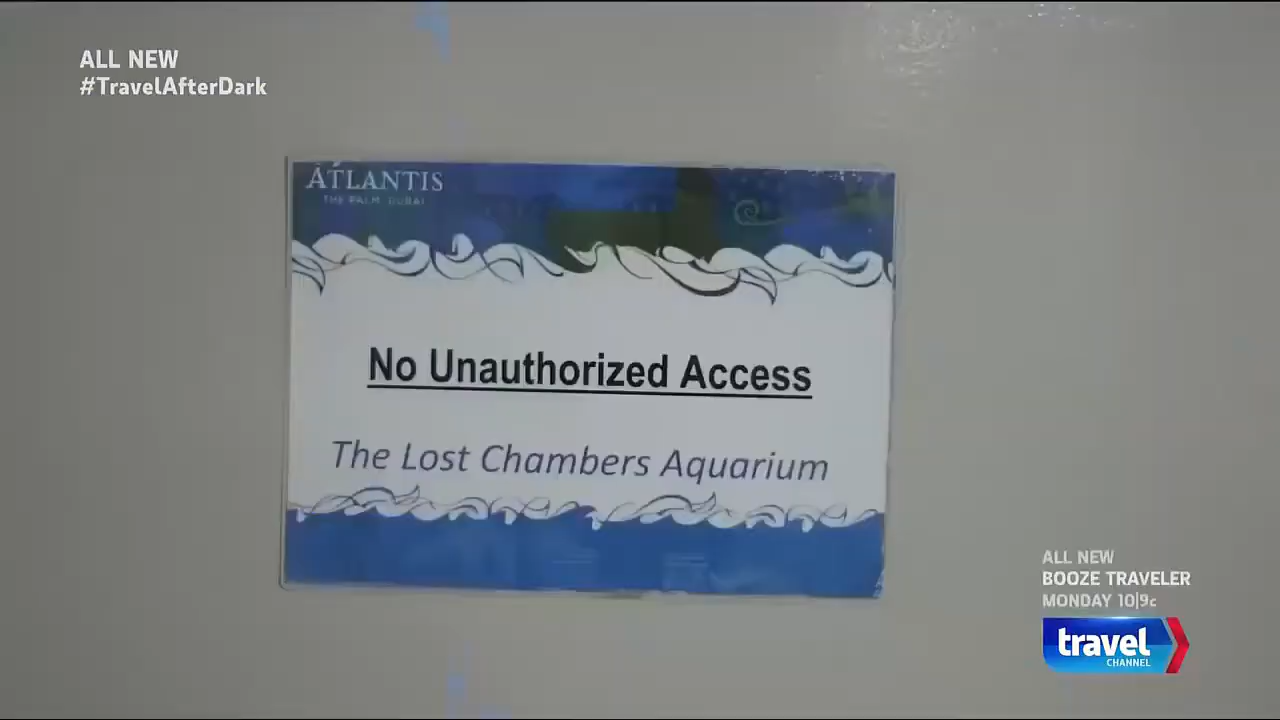 ALL NEW
#TravelAfterDark
ATLANTIS
THE PALM, DUBAI
No Unauthorized Access
The Lost Chambers Aquarium
ALL NEW
BOOZE TRAVELER
MONDAY 10|9c
travel
CHANNEL